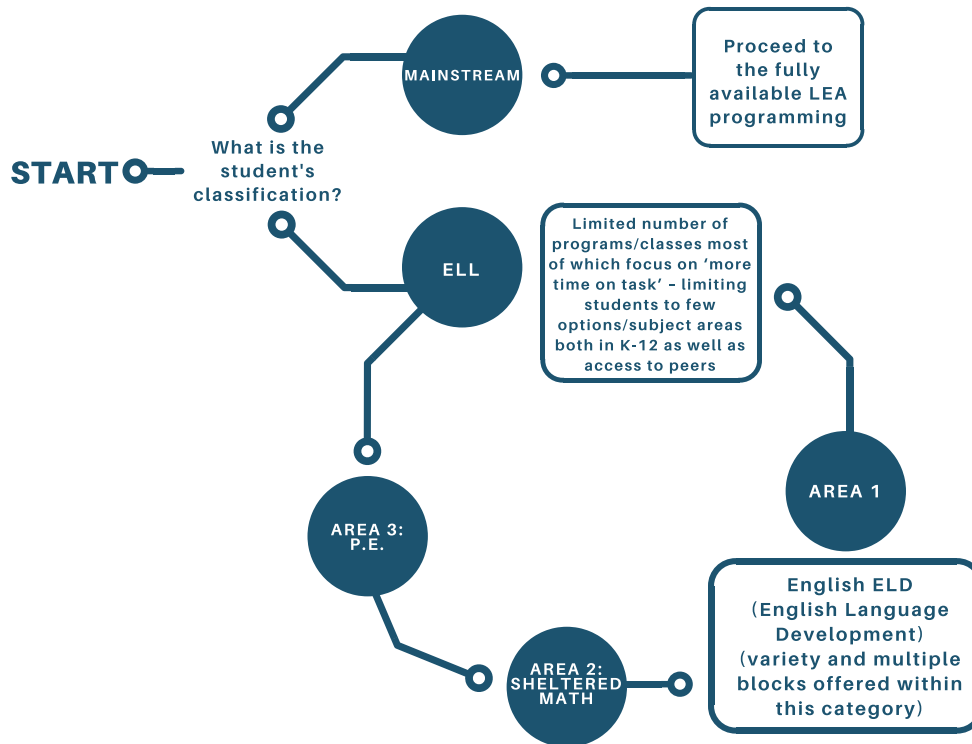 START
What is the
student's
classification?
MAINSTREAM
Proceed to
the fully
available LEA
programming
ELL
Limited number of
programs/classes most
of which focus on ‘more
time on task’ – limiting
students to few
options/subject areas
both in K-12 as well as
access to peers
AREA 1
English ELD
(English Language
Development)
(variety and multiple
blocks offered within
this category)
AREA 2:
SHELTERED
MATH
AREA 3:
P.E.